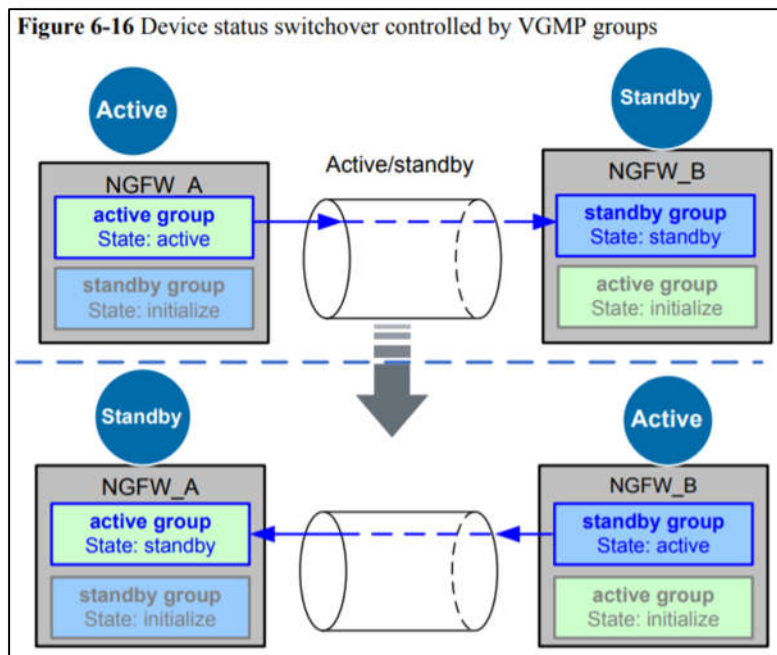 Figure 6-16 Device status switchover controlled by VGMP groups
Active
Standby
NGFW_A
Active/standby
NGFW_B
active group
State: active
standby group
State: standby
standby group
State: initialize
active group
State: initialize
Standby
Active
NGFW_A
NGFW_B
active group
State: standby
standby group
State: active
standby group
State: initialize
active group
State: initialize